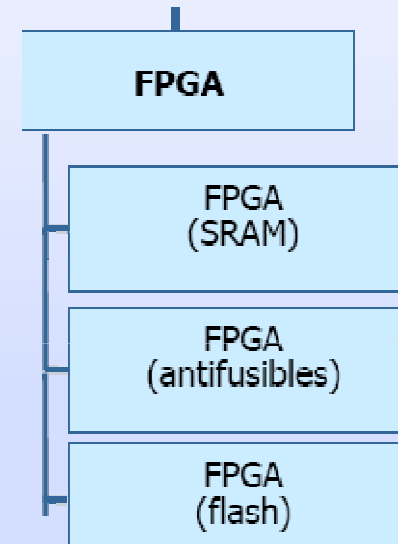 FPGA
FPGA
(SRAM)
FPGA
(antifusibles)
FPGA
(flash)